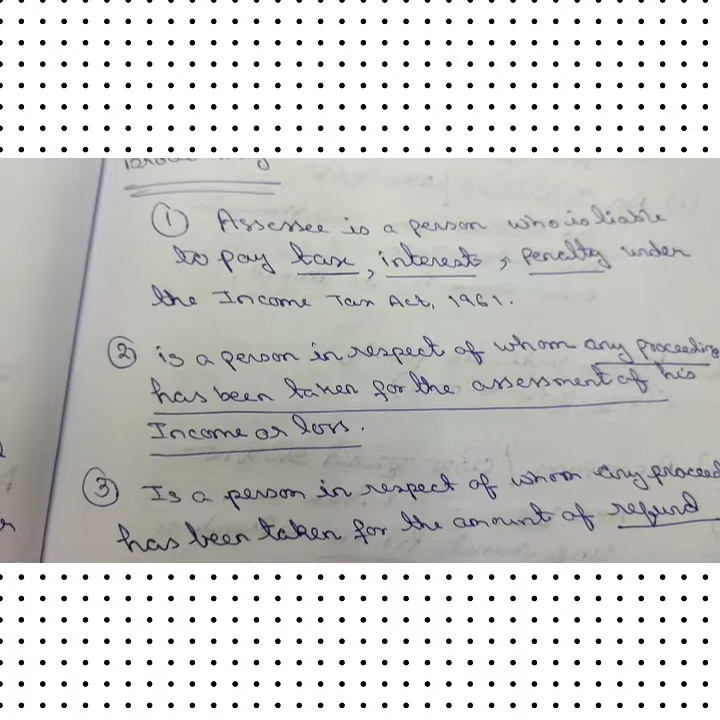 ① Assessee is a person who is liable
to pay tax, interests, penalty under
the Income Tax Act, 1961.
② is a person in respect of whom any proceeding
has been taken for the assessment of his
Income or loss.
③ Is a person in respect of whom any proceed
has been taken for the amount of refund